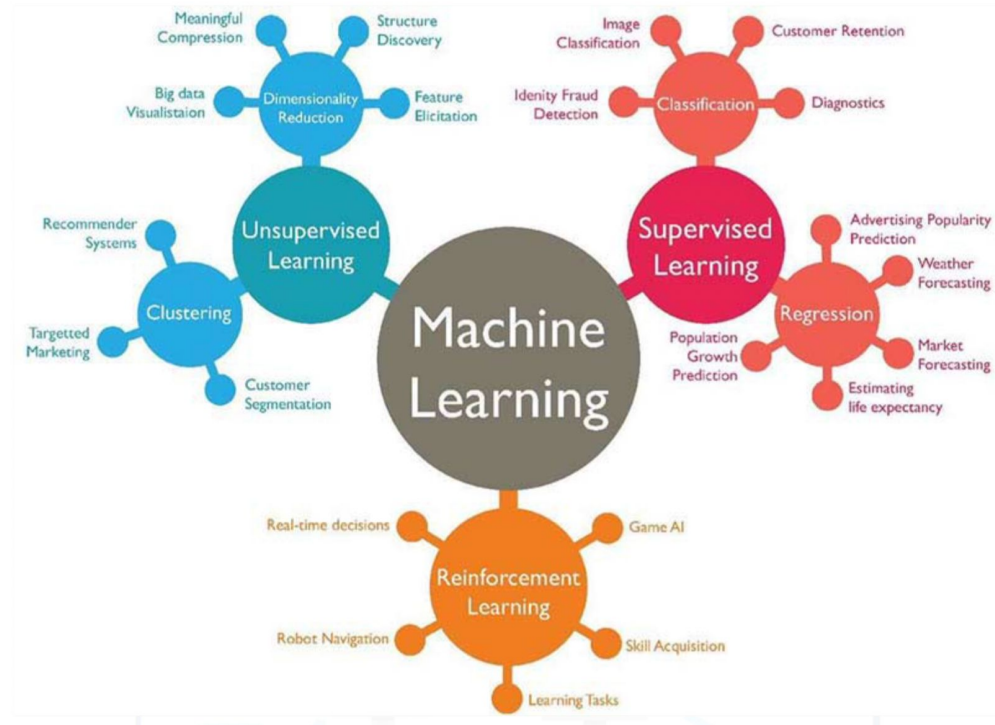 Meaningful
Compression
Structure
Discovery
Big data
Visualistaion
Dimensionality
Reduction
Feature
Elicitation
Image
Classification
Customer Retention
Idenity Fraud
Detection
Classification
Diagnostics
Unsupervised
Learning
Recommender
Systems
Clustering
Targetted
Marketing
Customer
Segmentation
Supervised
Learning
Advertising Popularity
Prediction
Weather
Forecasting
Regression
Population
Growth
Prediction
Market
Forecasting
Estimating
life expectancy
Machine
Learning
Real-time decisions
Game AI
Reinforcement
Learning
Robot Navigation
Skill Acquisition
Learning Tasks